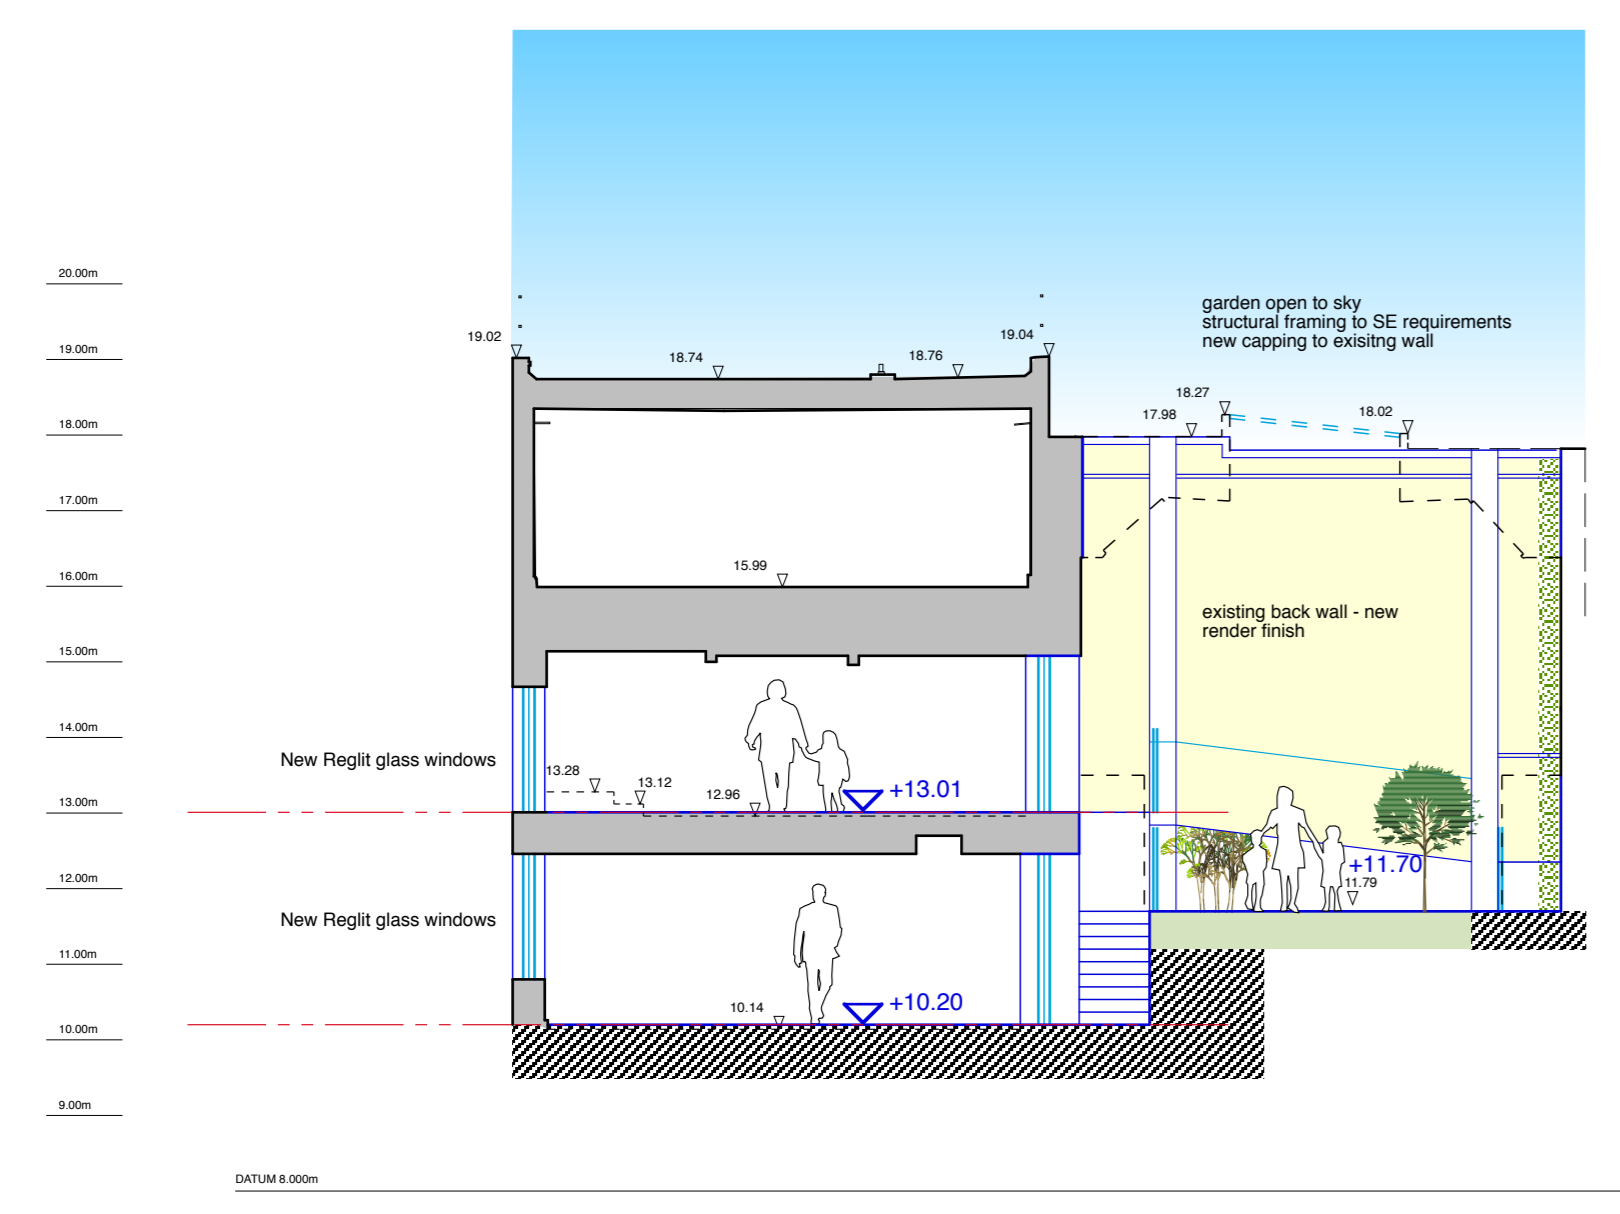 20.00m
19.00m
18.00m
17.00m
16.00m
15.00m
14.00m
13.00m
12.00m
11.00m
10.00m
9.00m
19.02
18.74
18.76
19.04
garden open to sky
structural framing to SE requirements
new capping to exisitng wall
18.27
17.98
18.02
15.99
existing back wall - new
render finish
New Reglit glass windows
13.28
13.12
12.96
+13.01
New Reglit glass windows
+11.70
11.79
10.14
+10.20
DATUM 8.000m